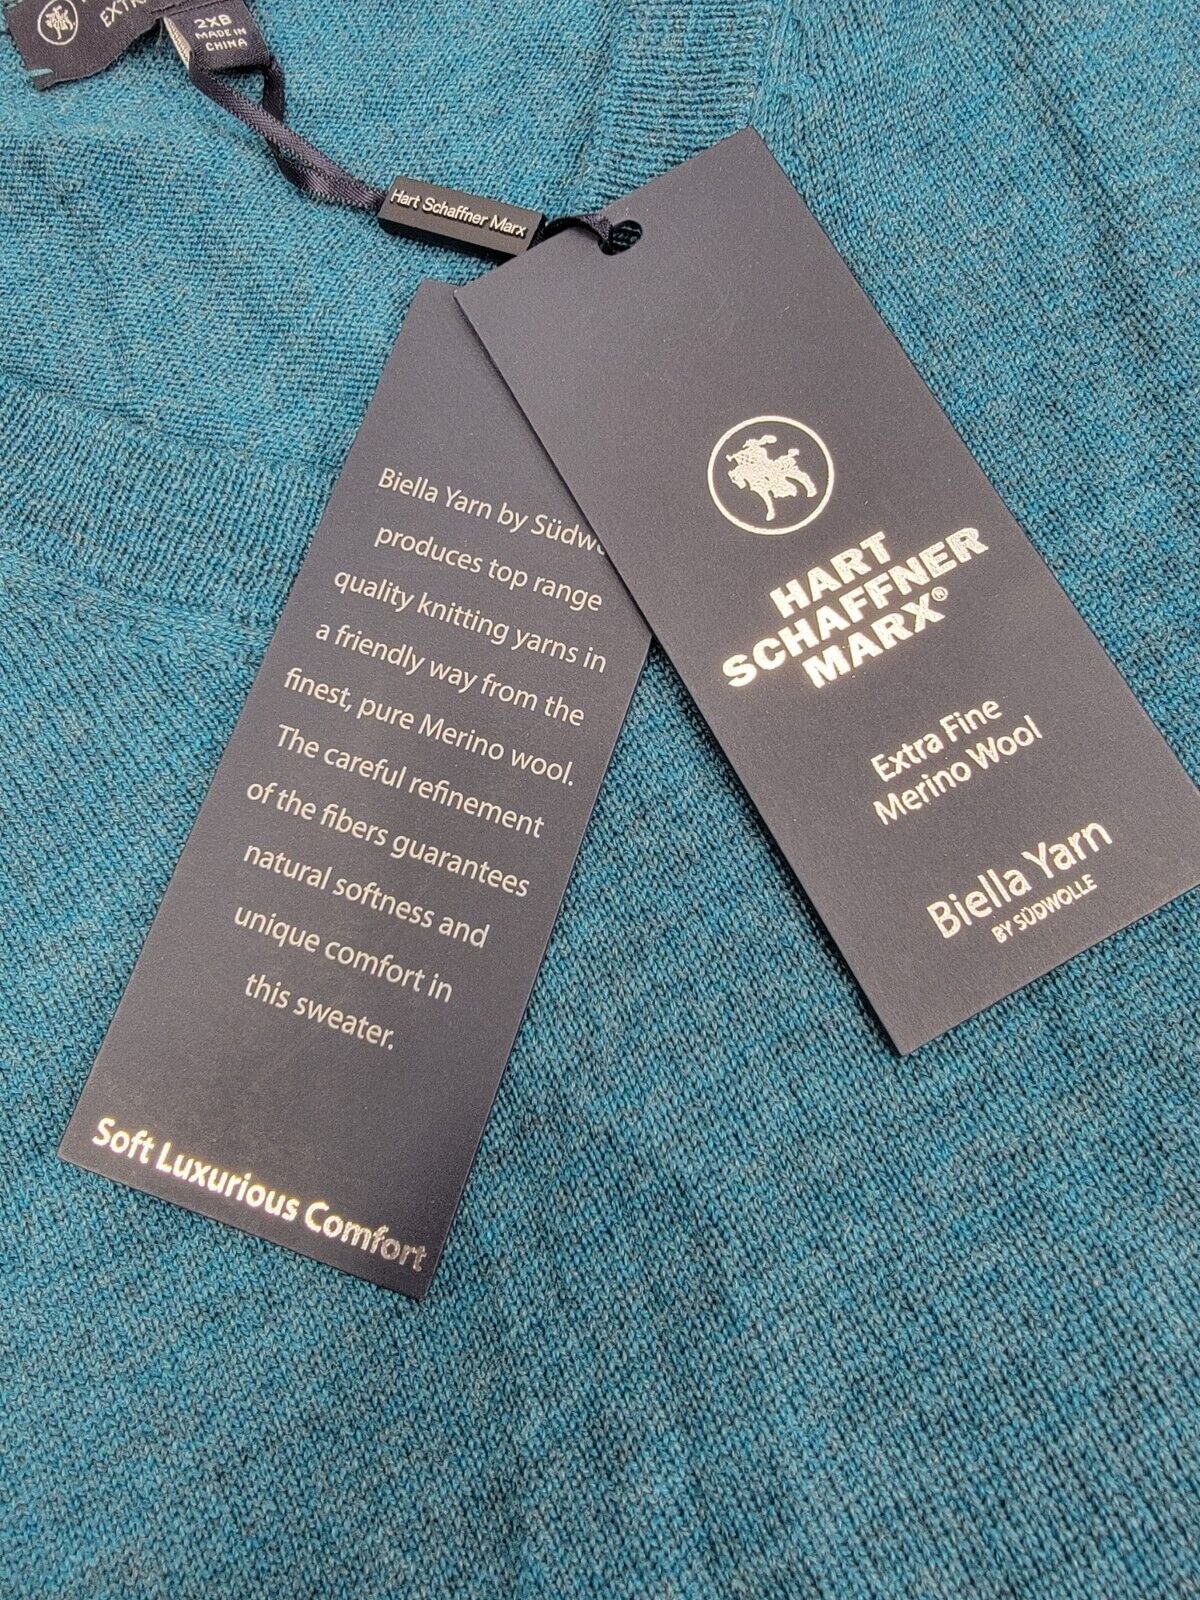 2XB
MADE IN
CHINA
Hart Schaffner Marx
Biella Yarn by
produces top range
quality knitting yarns in
a friendly way from the
finest, pure Merino wool.
The careful refinement
of the fibers guarantees
natural softness and
unique comfort in
this sweater.
Soft Luxurious Comfort
HART
SCHAFFNER
MARX®
Extra Fine
Merino Wool
Biella Yarn
BY SÜDWOLLE